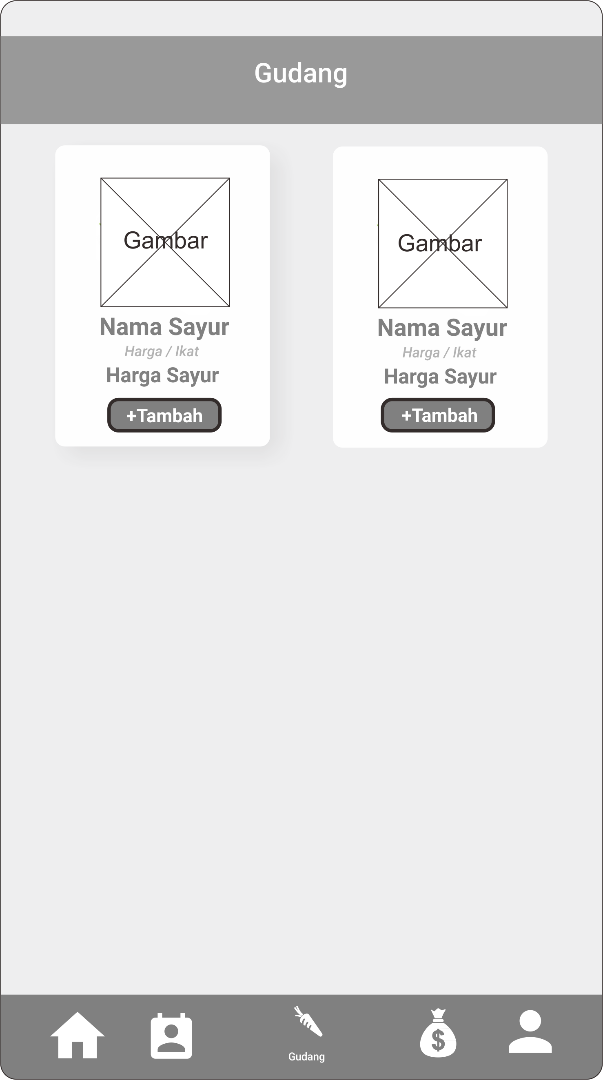 Gudang
Gambar
Nama Sayur
Harga / Ikat
Harga Sayur
+Tambah
Gambar
Nama Sayur
Harga / Ikat
Harga Sayur
+Tambah
$
Gudang